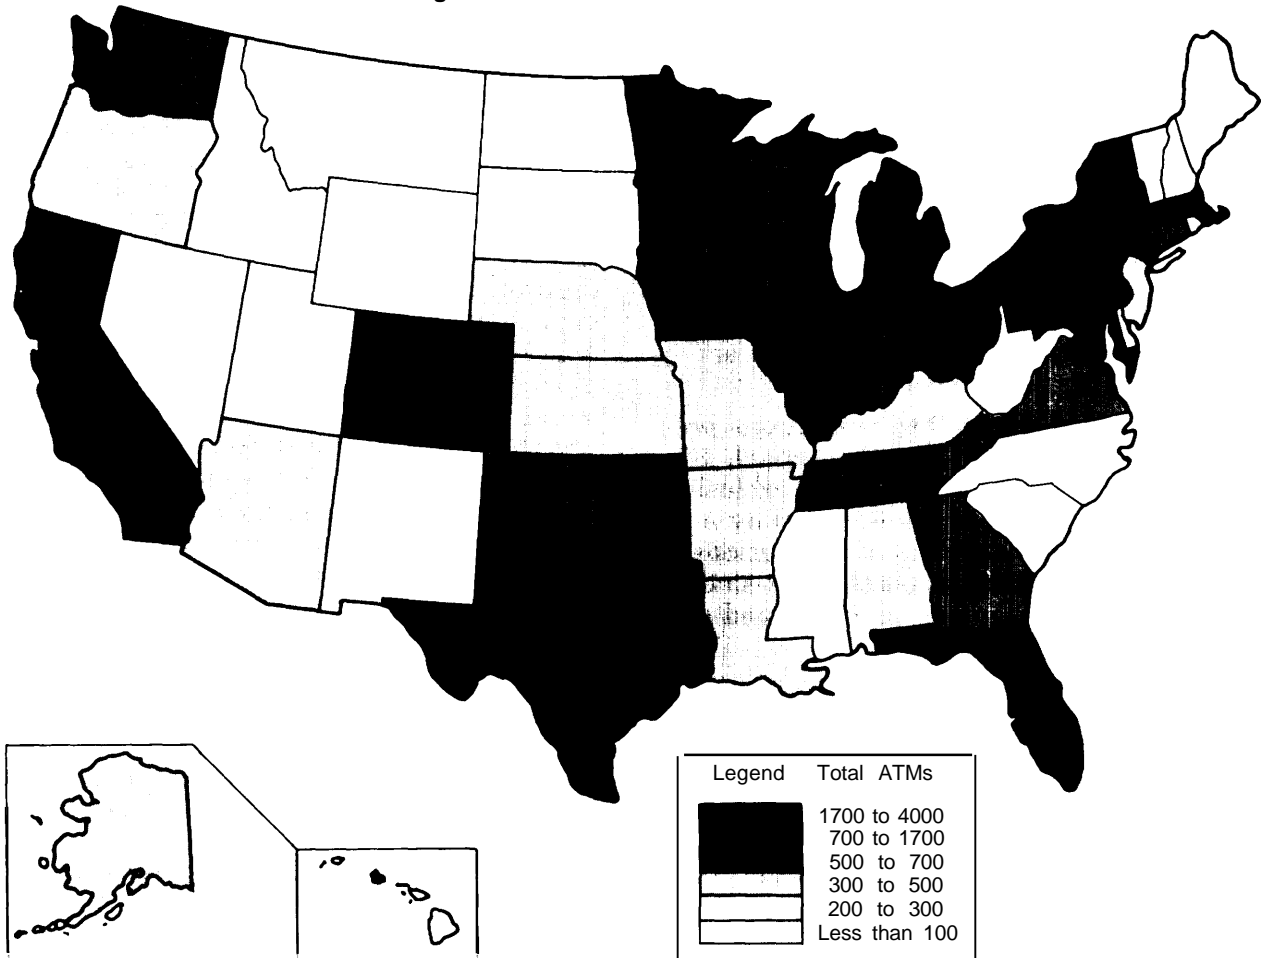 Legend Total ATMs
1700 to 4000
700 to 1700
500 to 700
300 to 500
200 to 300
Less than 100